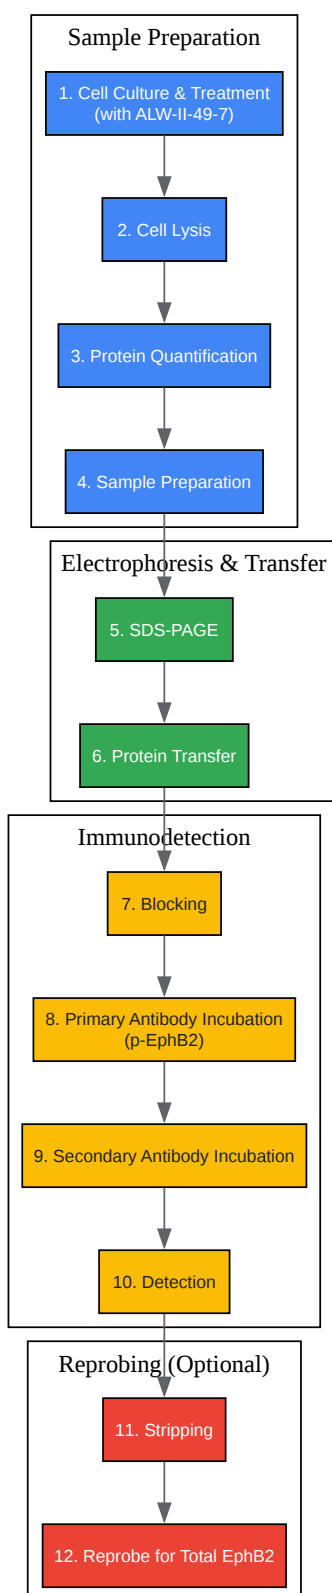 Sample Preparation
1. Cell Culture & Treatment
(with ALW-II-49-7)
2. Cell Lysis
3. Protein Quantification
4. Sample Preparation
Electrophoresis & Transfer
5. SDS-PAGE
6. Protein Transfer
Immunodetection
7. Blocking
8. Primary Antibody Incubation
(p-EphB2)
9. Secondary Antibody Incubation
10. Detection
Reprobing (Optional)
11. Stripping
12. Reprobe for Total EphB2